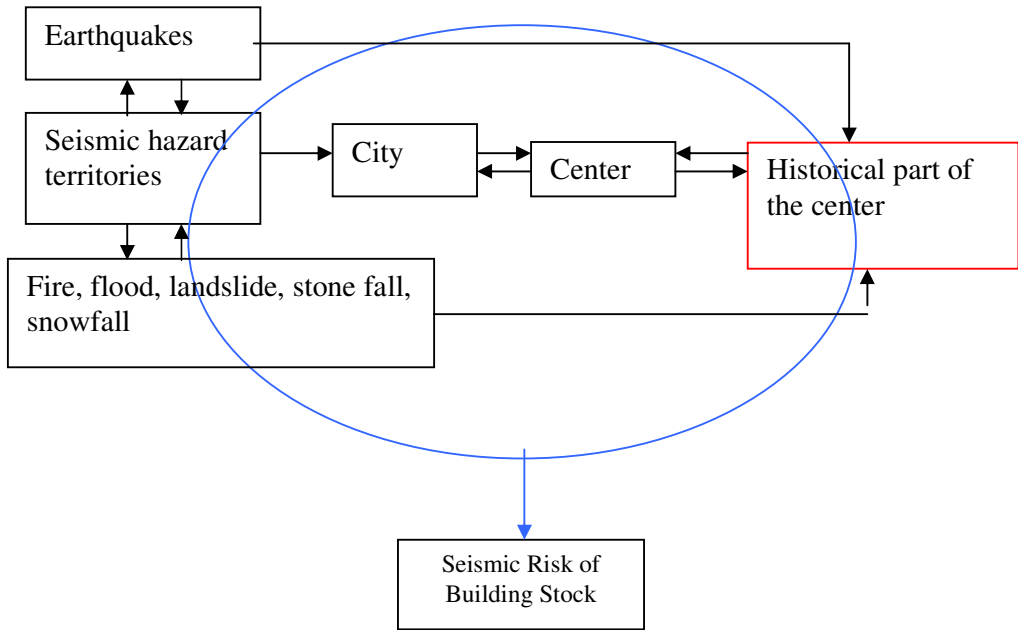 Earthquakes
Seismic hazard
territories
City
Center
Historical part of
the center
Fire, flood, landslide, stone fall,
snowfall
Seismic Risk of
Building Stock